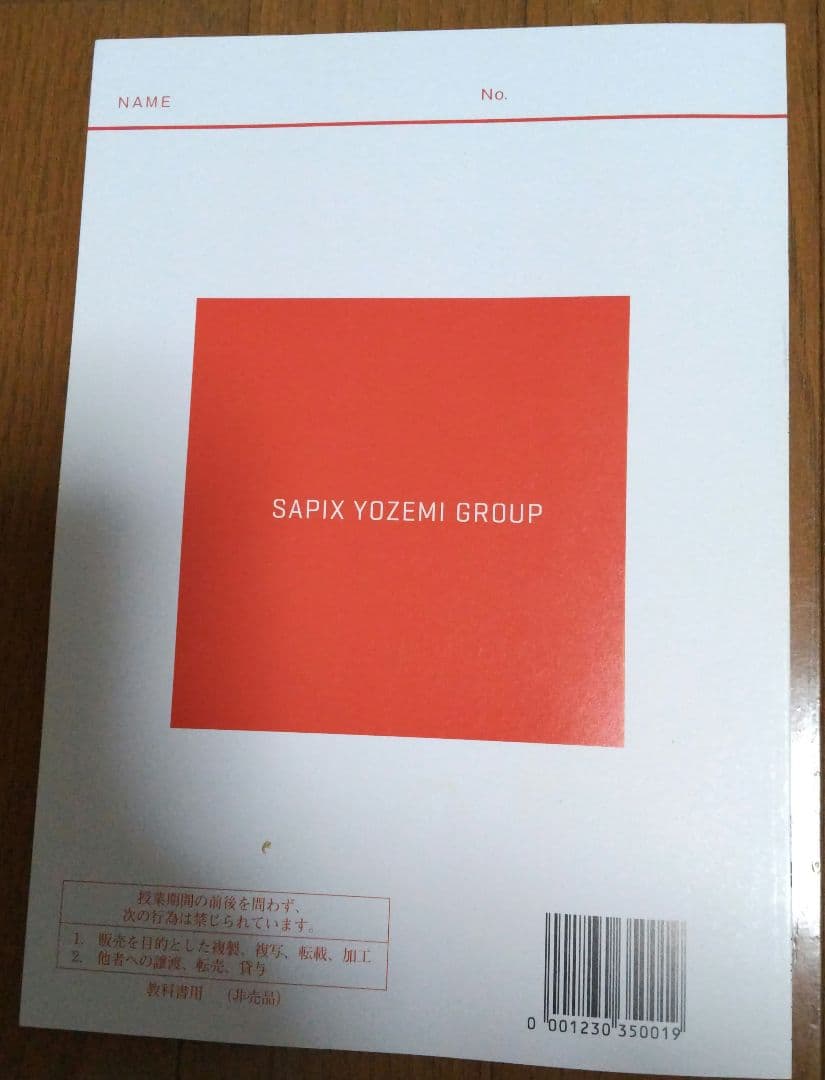 NAME No.
SAPIX YOZEMI GROUP
授業期間の前後を問わず、
次の行為は禁じられています。
1. 販売を目的とした複製、複写、転載、加工
2. 他者への譲渡、転売、貸与
教科書用 (非売品)
0 001230 350019